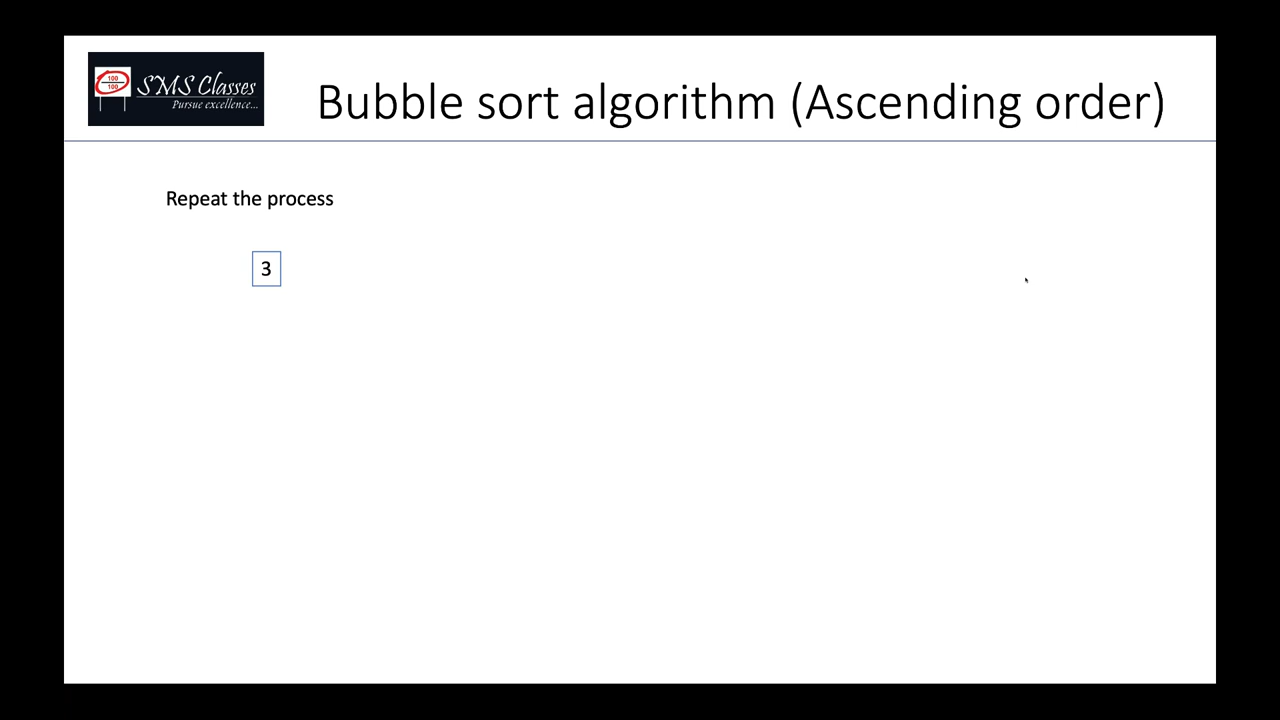 100
100
SMS Classes
Pursue excellence...
Bubble sort algorithm (Ascending order)
Repeat the process
3